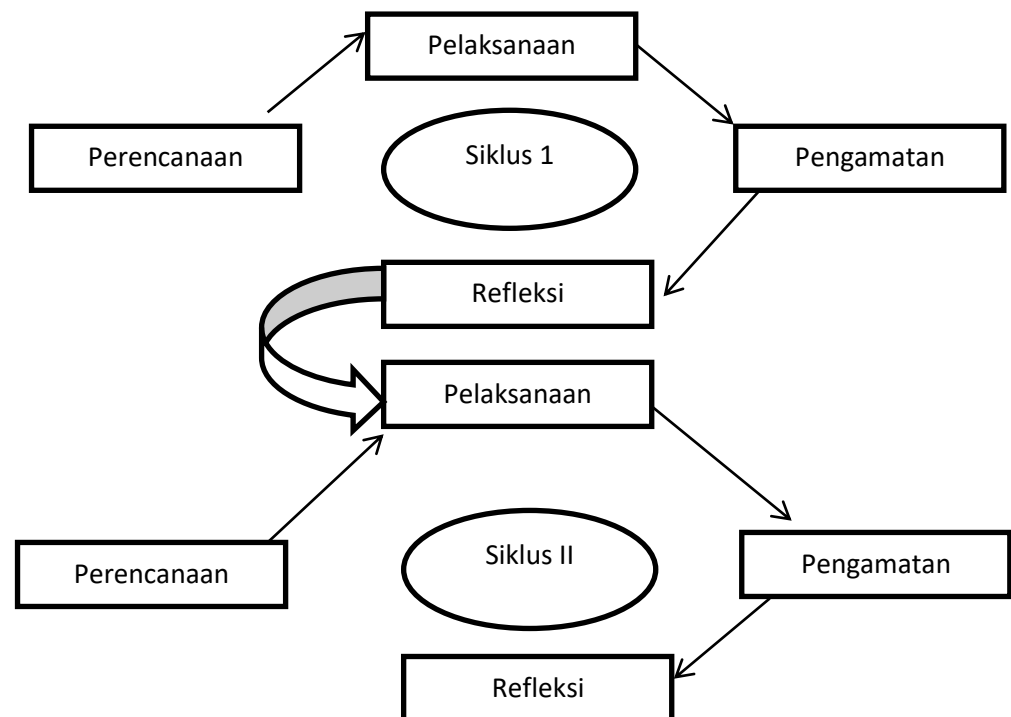 Pelaksanaan
Perencanaan
Siklus 1
Pengamatan
Refleksi
Pelaksanaan
Perencanaan
Siklus II
Pengamatan
Refleksi